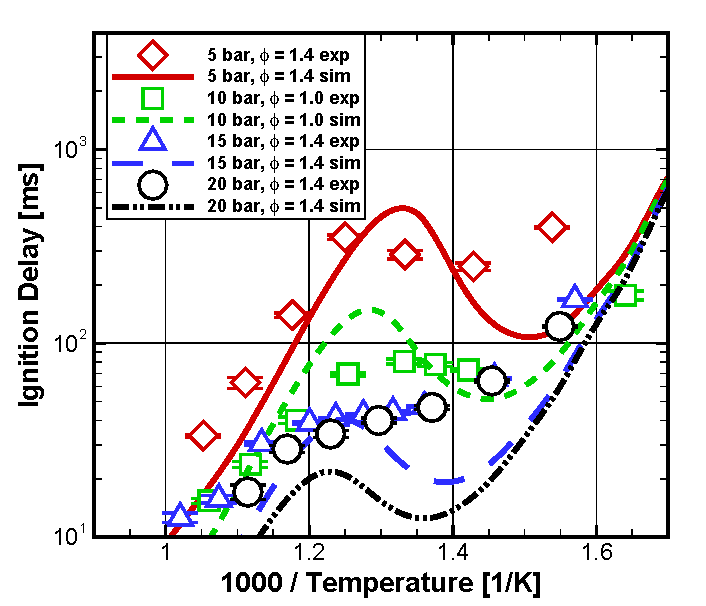 5 bar, ϕ = 1.4 exp
5 bar, ϕ = 1.4 sim
10 bar, ϕ = 1.0 exp
10 bar, ϕ = 1.0 sim
15 bar, ϕ = 1.4 exp
15 bar, ϕ = 1.4 sim
20 bar, ϕ = 1.4 exp
20 bar, ϕ = 1.4 sim
Ignition Delay [ms]
10³
10²
10¹
1 1.2 1.4 1.6
1000 / Temperature [1/K]